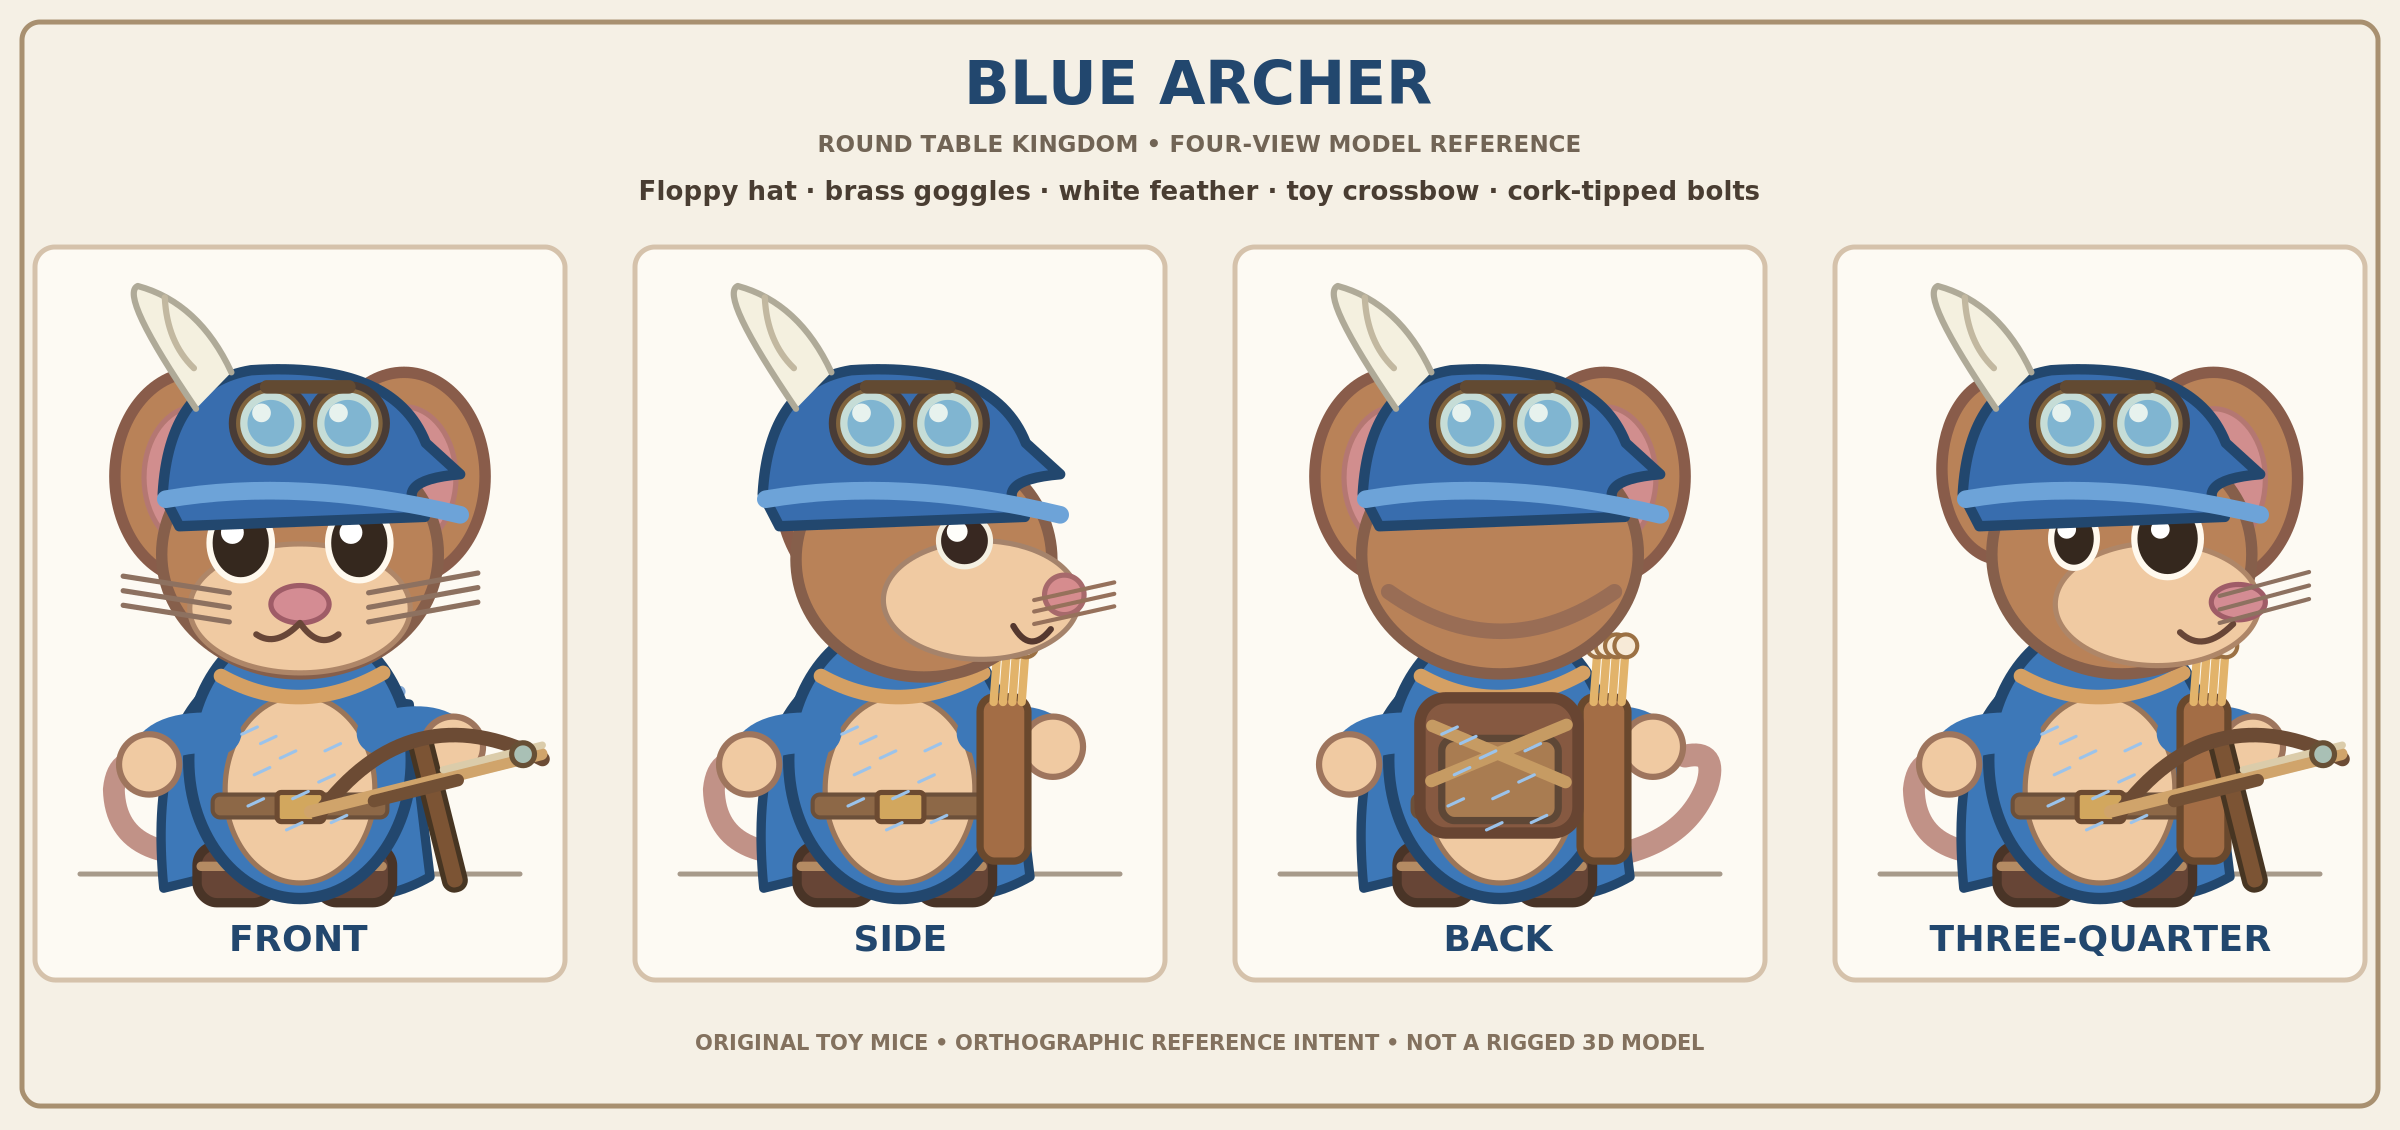 BLUE ARCHER
ROUND TABLE KINGDOM • FOUR-VIEW MODEL REFERENCE
Floppy hat · brass goggles · white feather · toy crossbow · cork-tipped bolts
FRONT
SIDE
BACK
THREE-QUARTER
ORIGINAL TOY MICE • ORTHOGRAPHIC REFERENCE INTENT • NOT A RIGGED 3D MODEL